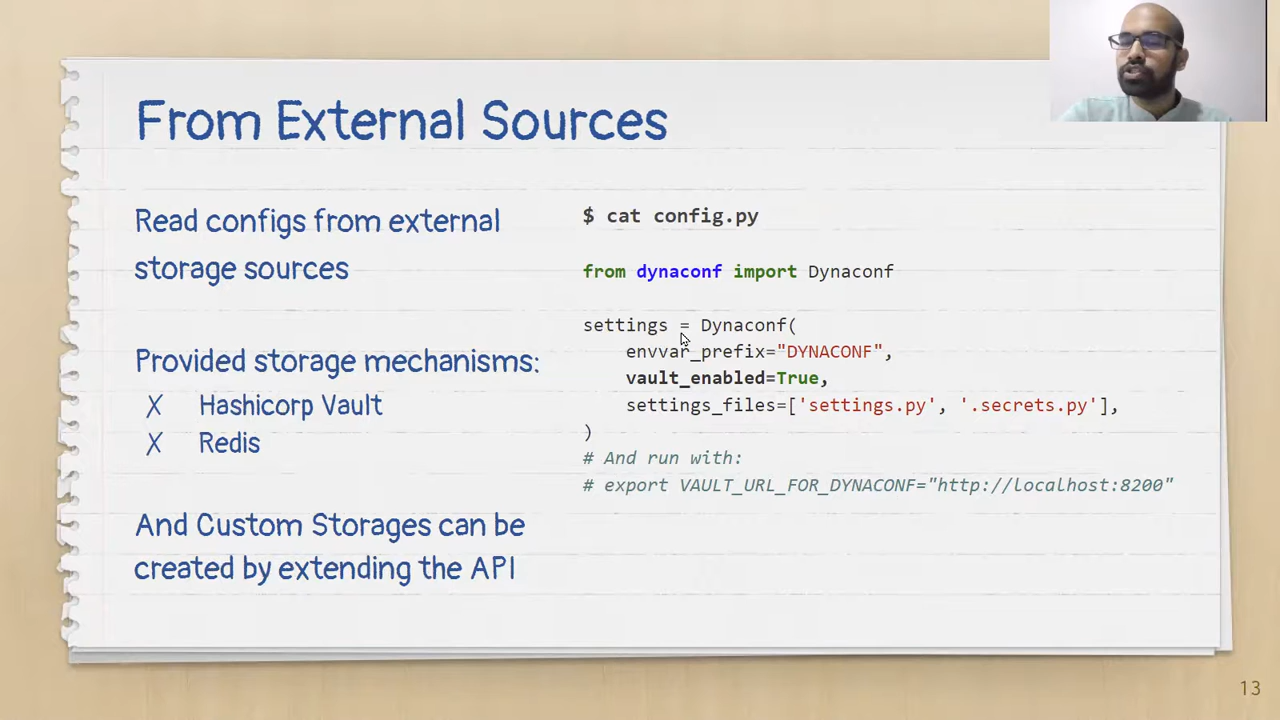 From External Sources
Read configs from external
storage sources
Provided storage mechanisms:
X Hashicorp Vault
X Redis
And Custom Storages can be
created by extending the API
$ cat config.py
from dynaconf import Dynaconf
settings = Dynaconf(
    envvar_prefix="DYNACONF",
    vault_enabled=True,
    settings_files=['settings.py', '.secrets.py'],
)
# And run with:
# export VAULT_URL_FOR_DYNACONF="http://localhost:8200"
13